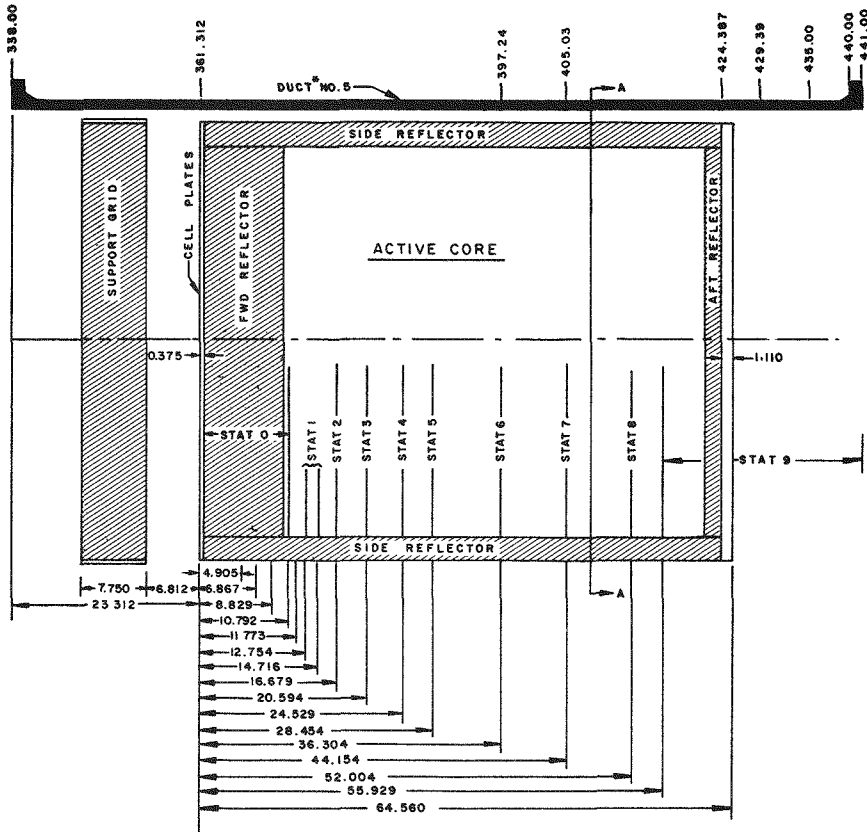 338.00
361.312
397.24
405.03
424.387
429.39
435.00
440.00
441.00
DUCT* NO. 5
A
SIDE REFLECTOR
SUPPORT GRID
CELL PLATES
FWD REFLECTOR
ACTIVE CORE
AFT REFLECTOR
0.375
1.110
STAT 0
STAT 1
STAT 2
STAT 3
STAT 4
STAT 5
STAT 6
STAT 7
STAT 8
STAT 9
SIDE REFLECTOR
4.905
7.750
6.812
6.867
A
23.312
8.829
10.792
11.773
12.754
14.716
16.679
20.594
24.529
28.454
36.304
44.154
52.004
55.929
64.560